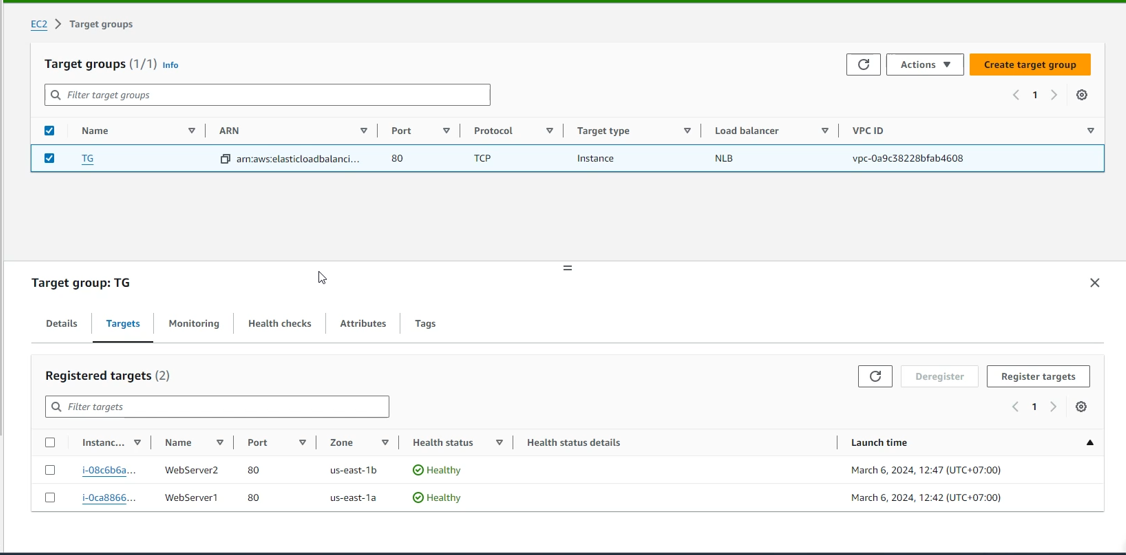 EC2 > Target groups
Target groups (1/1) Info
Actions
Create target group
Filter target groups
1
Name ARN Port Protocol Target type Load balancer VPC ID
TG arn:aws:elasticloadbalanci... 80 TCP Instance NLB vpc-0a9c38228bfab4608
Target group: TG
Details Targets Monitoring Health checks Attributes Tags
Registered targets (2)
Deregister
Register targets
Filter targets
1
Instanc... Name Port Zone Health status Health status details Launch time
i-08c6b6a... WebServer2 80 us-east-1b Healthy March 6, 2024, 12:47 (UTC+07:00)
i-0ca8866... WebServer1 80 us-east-1a Healthy March 6, 2024, 12:42 (UTC+07:00)